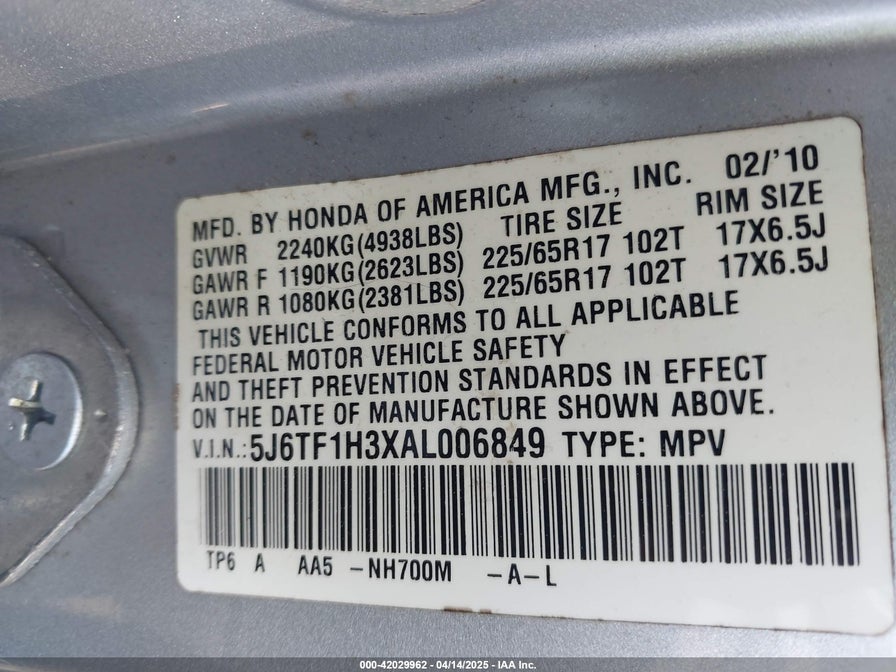 MFD. BY HONDA OF AMERICA MFG., INC. 02/'10
GVWR 2240KG(4938LBS) TIRE SIZE RIM SIZE
GAWR F 1190KG(2623LBS) 225/65R17 102T 17X6.5J
GAWR R 1080KG(2381LBS) 225/65R17 102T 17X6.5J
THIS VEHICLE CONFORMS TO ALL APPLICABLE
FEDERAL MOTOR VEHICLE SAFETY
AND THEFT PREVENTION STANDARDS IN EFFECT
ON THE DATE OF MANUFACTURE SHOWN ABOVE.
V.I.N.: 5J6TF1H3XAL006849 TYPE: MPV
TP6 A AA5 -NH700M -A-L
000-42029962 - 04/14/2025 - IAA Inc.